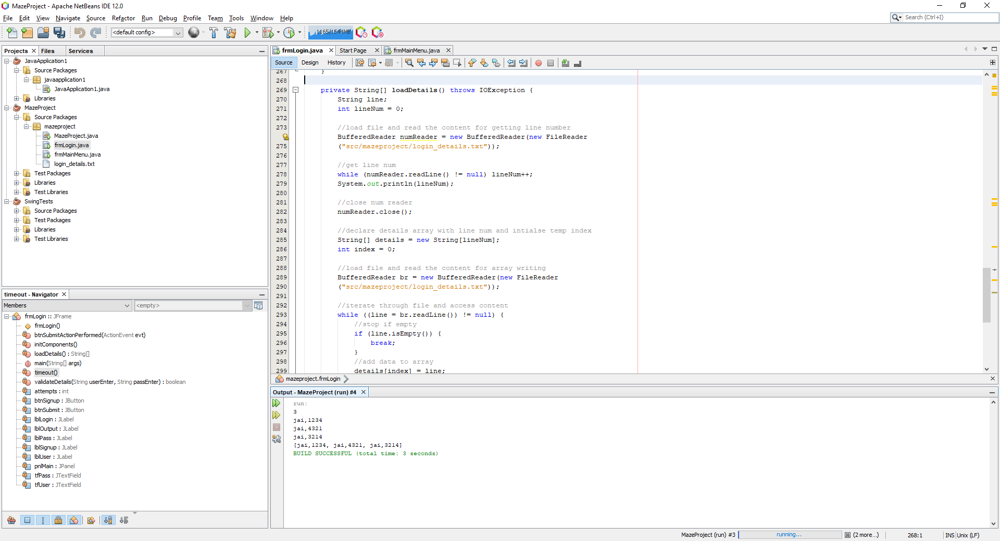 MazeProject - Apache NetBeans IDE 12.0
File Edit View Navigate Source Refactor Run Debug Profile Team Tools Window Help
Search (Ctrl+I)
<default config>
1165/1544MB
Projects Files Services
JavaApplication1
Source Packages
javaapplication1
JavaApplication1.java
Libraries
MazeProject
Source Packages
mazeproject
MazeProject.java
frmLogin.java
frmMainMenu.java
login_details.txt
Test Packages
Libraries
Test Libraries
SwingTests
Source Packages
Test Packages
Libraries
Test Libraries
timeout - Navigator
Members
<empty>
frmLogin :: JFrame
frmLogin()
btnSubmitActionPerformed(ActionEvent evt)
initComponents()
loadDetails() : String[]
main(String[] args)
timeout()
validateDetails(String userEnter, String passEnter) : boolean
attempts : int
btnSignup : JButton
btnSubmit : JButton
lblLogin : JLabel
lblOutput : JLabel
lblPass : JLabel
lblSignup : JLabel
lblUser : JLabel
pnlMain : JPanel
tfPass : JTextField
tfUser : JTextField
frmLogin.java Start Page frmMainMenu.java
Source Design History
267 }
268
269 private String[] loadDetails() throws IOException {
270 String line;
271 int lineNum = 0;
272
273 //load file and read the content for getting line number
BufferedReader numReader = new BufferedReader(new FileReader
275 ("src/mazeproject/login_details.txt"));
276
277 //get line num
278 while (numReader.readLine() != null) lineNum++;
279 System.out.println(lineNum);
280
281 //close num reader
282 numReader.close();
283
284 //declare details array with line num and intialse temp index
285 String[] details = new String[lineNum];
286 int index = 0;
287
288 //load file and read the content for array writing
289 BufferedReader br = new BufferedReader(new FileReader
290 ("src/mazeproject/login_details.txt"));
291
292 //iterate through file and access content
293 while ((line = br.readLine()) != null) {
294 //stop if empty
295 if (line.isEmpty()) {
296 break;
297 }
298 //add data to array
299 details[index] = line;
mazeproject.frmLogin
Output - MazeProject (run) #4
run:
3
jai,1234
jai,4321
jai,3214
[jai,1234, jai,4321, jai,3214]
BUILD SUCCESSFUL (total time: 3 seconds)
MazeProject (run) #3 running... (2 more...) 268:1 INS Unix (LF)